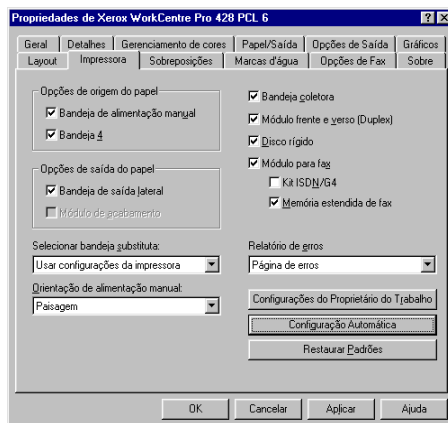 Propriedades de Xerox WorkCentre Pro 428 PCL 6
Geral Detalhes Gerenciamento de cores Papel/Saída Opções de Saída Gráficos
Layout Impressora Sobreposições Marcas d'água Opções de Fax Sobre
Opções de origem do papel
Bandeja de alimentação manual
Bandeja 4
Opções de saída do papel
Bandeja de saída lateral
Módulo de acabamento
Selecionar bandeja substituta:
Usar configurações da impressora
Orientação de alimentação manual:
Paisagem
Bandeja coletora
Módulo frente e verso (Duplex)
Disco rígido
Módulo para fax
Kit ISDN/G4
Memória estendida de fax
Relatório de erros
Página de erros
Configurações do Proprietário do Trabalho
Configuração Automática
Restaurar Padrões
OK Cancelar Aplicar Ajuda